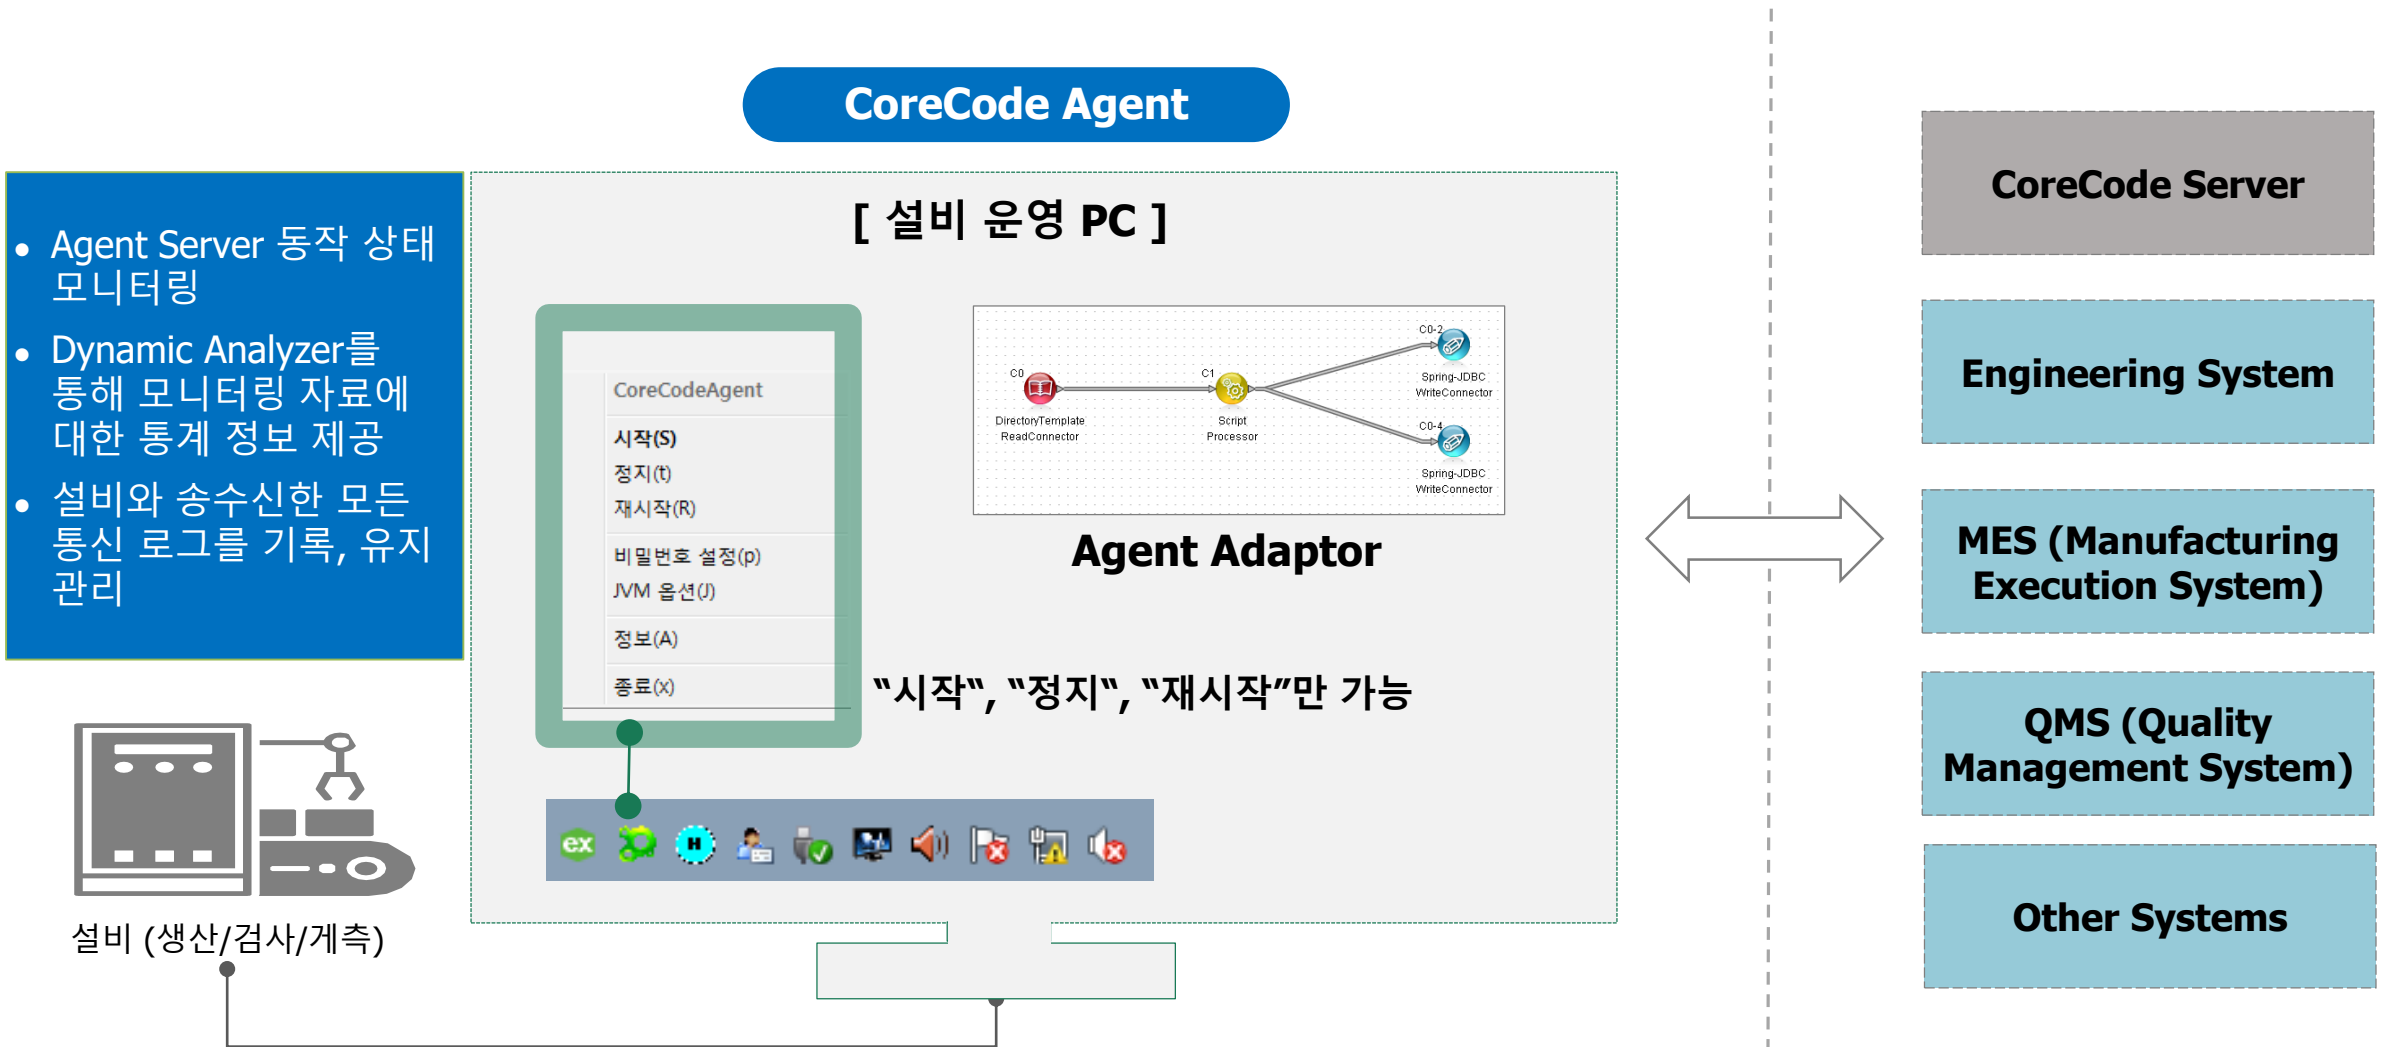 CoreCode Agent
● Agent Server 동작 상태
모니터링
● Dynamic Analyzer를
통해 모니터링 자료에
대한 통계 정보 제공
● 설비와 송수신한 모든
통신 로그를 기록, 유지
관리
설비 (생산/검사/계측)
[ 설비 운영 PC ]
CoreCodeAgent
시작(S)
정지(t)
재시작(R)
비밀번호 설정(p)
JVM 옵션(J)
정보(A)
종료(x)
C0
DirectoryTemplate
ReadConnector
C1
Script
Processor
C0-2
Spring-JDBC
WriteConnector
C0-4
Spring-JDBC
WriteConnector
Agent Adaptor
“시작“, “정지“, “재시작”만 가능
ex
H
CoreCode Server
Engineering System
MES (Manufacturing
Execution System)
QMS (Quality
Management System)
Other Systems